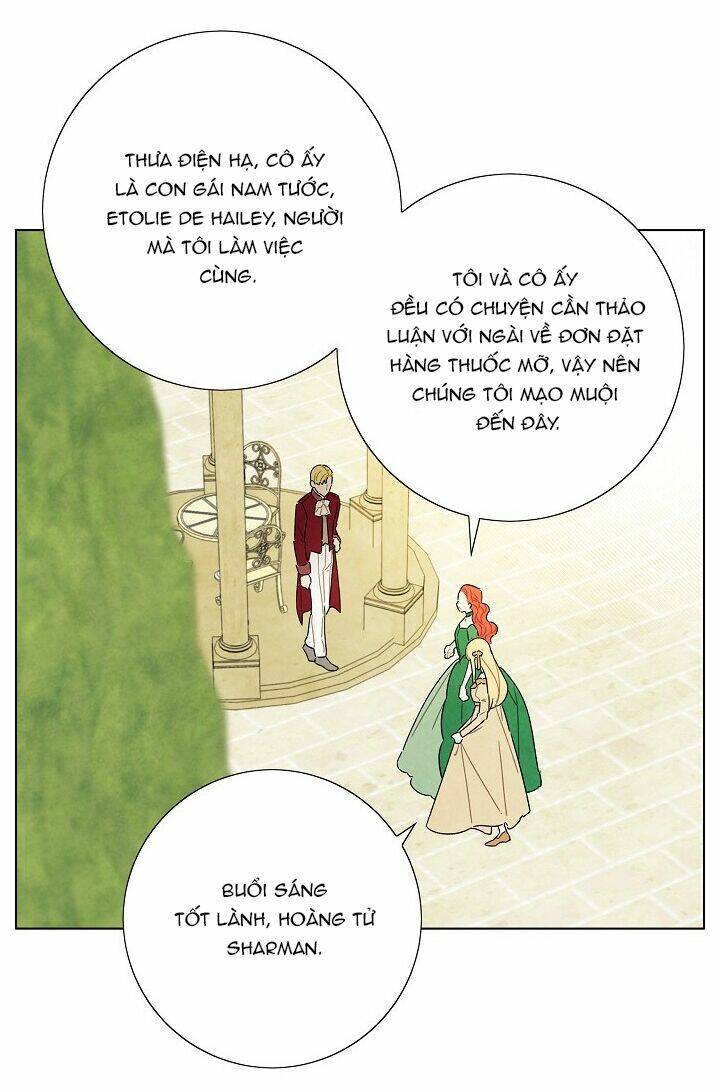 THƯA ĐIỆN HẠ, CÔ ẤY
LÀ CON GÁI NAM TƯỚC,
ETOLIE DE HAILEY, NGƯỜI
MÀ TÔI LÀM VIỆC
CÙNG.
TÔI VÀ CÔ ẤY
ĐỀU CÓ CHUYỆN CẦN THẢO
LUẬN VỚI NGÀI VỀ ĐƠN ĐẶT
HÀNG THUỐC MỠ, VẬY NÊN
CHÚNG TÔI MẠO MUỘI
ĐẾN ĐÂY.
BUỔI SÁNG
TỐT LÀNH, HOÀNG TỬ
SHARMAN.